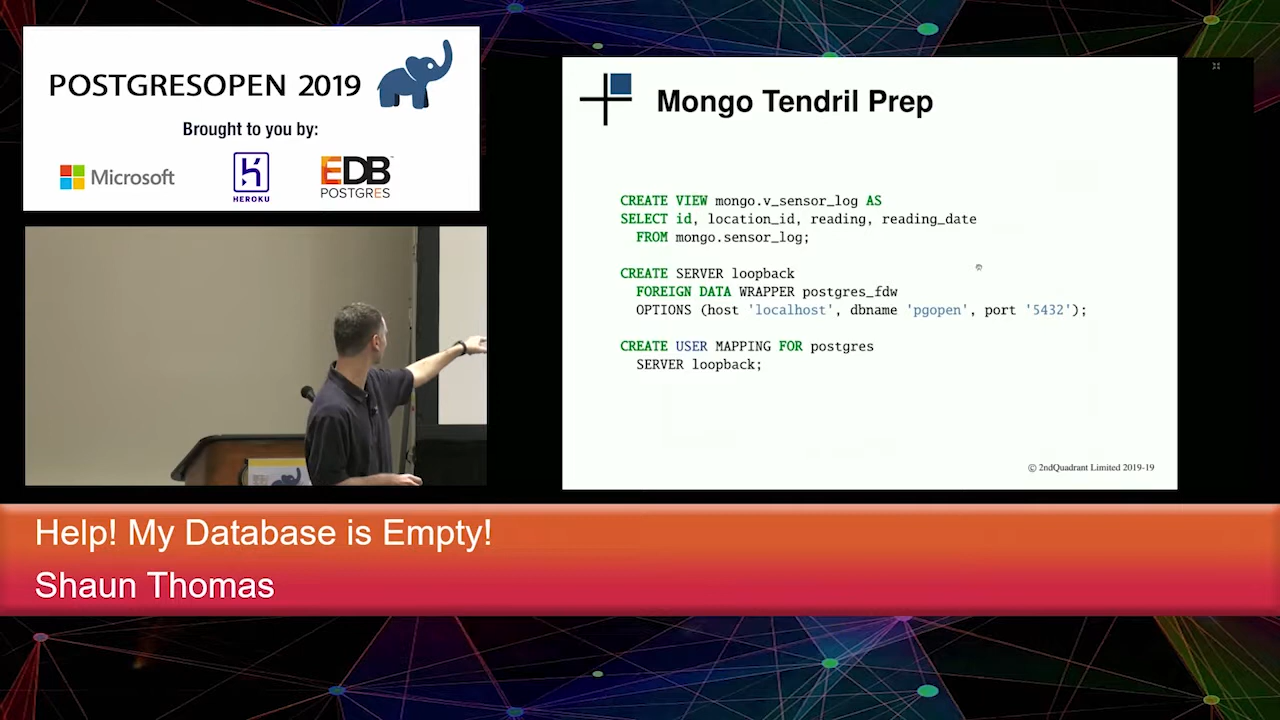 POSTGRESOPEN 2019
Brought to you by:
Microsoft
HEROKU
EDB
POSTGRES
Mongo Tendril Prep
CREATE VIEW mongo.v_sensor_log AS
SELECT id, location_id, reading, reading_date
FROM mongo.sensor_log;
CREATE SERVER loopback
FOREIGN DATA WRAPPER postgres_fdw
OPTIONS (host 'localhost', dbname 'pgopen', port '5432');
CREATE USER MAPPING FOR postgres
SERVER loopback;
© 2ndQuadrant Limited 2019-19
Help! My Database is Empty!
Shaun Thomas